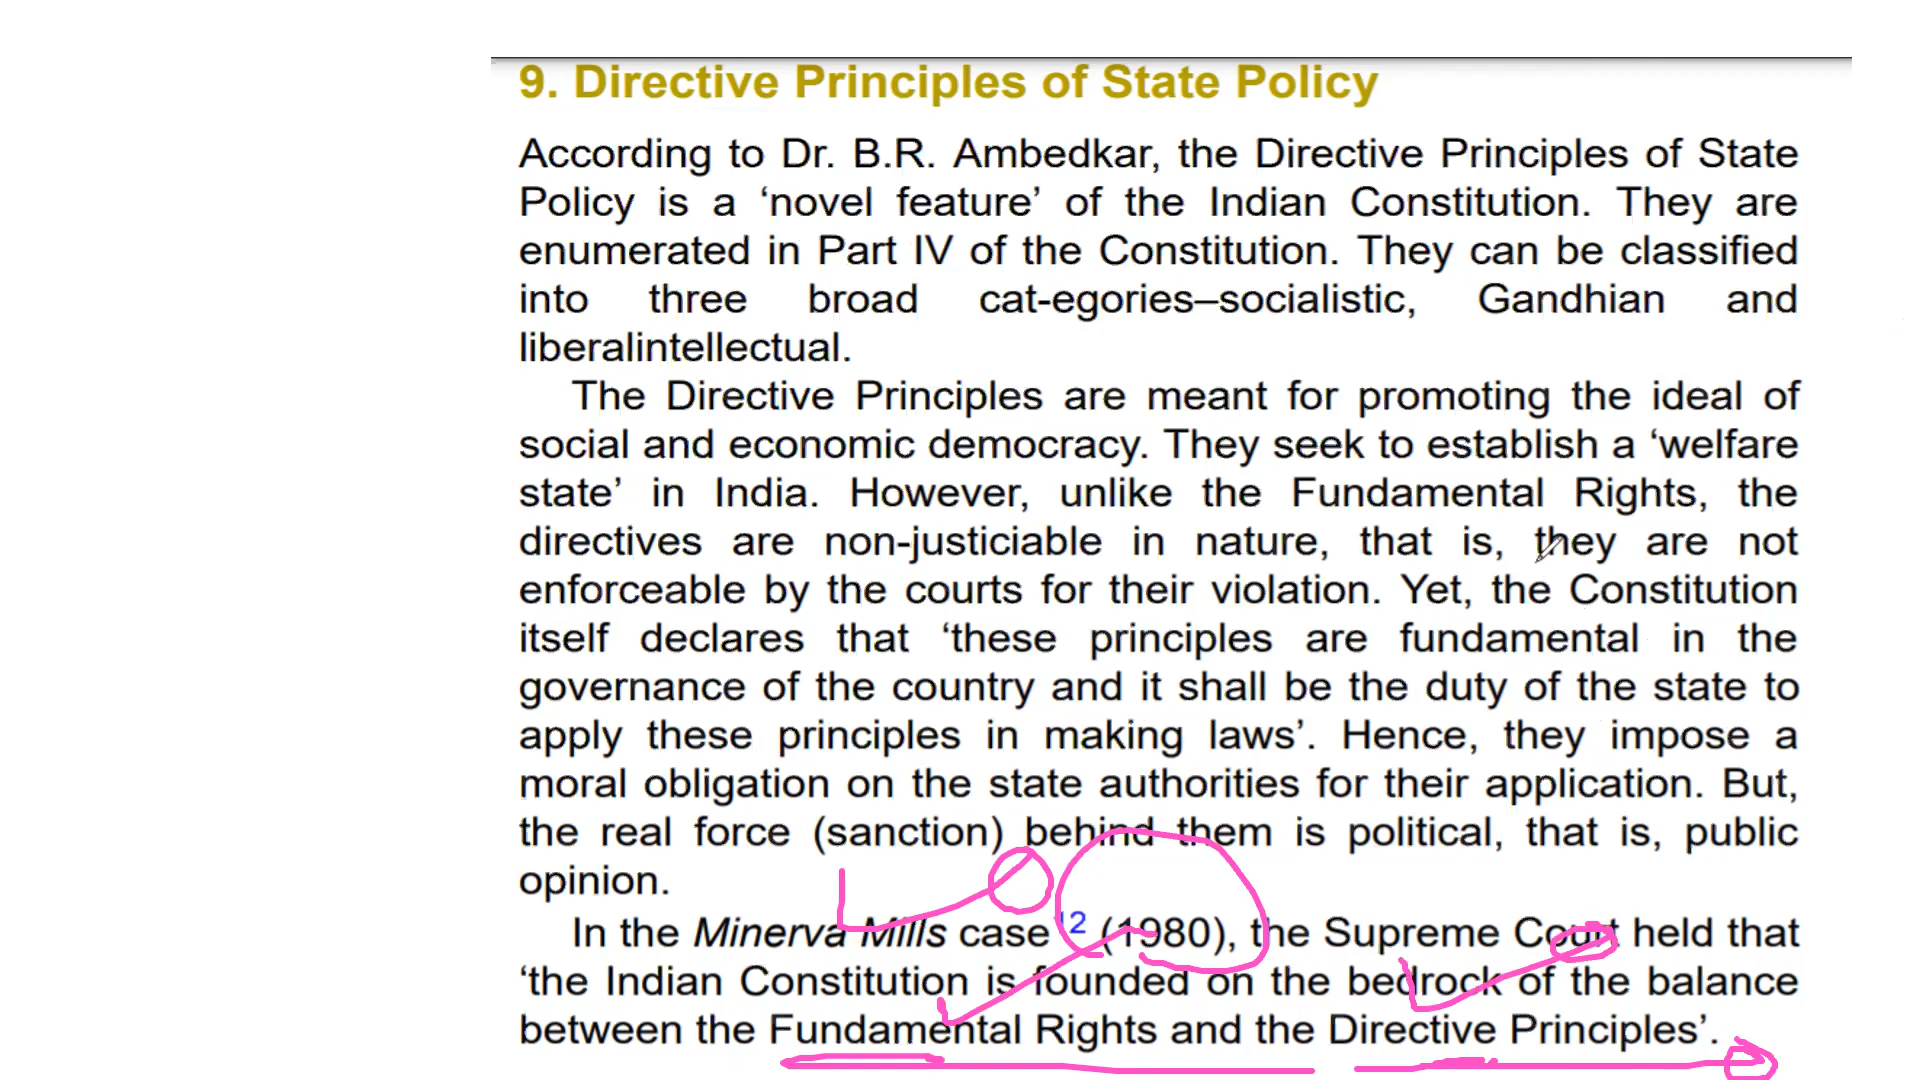 9. Directive Principles of State Policy
According to Dr. B.R. Ambedkar, the Directive Principles of State
Policy is a ‘novel feature’ of the Indian Constitution. They are
enumerated in Part IV of the Constitution. They can be classified
into three broad cat-egories–socialistic, Gandhian and
liberalintellectual.
The Directive Principles are meant for promoting the ideal of
social and economic democracy. They seek to establish a ‘welfare
state’ in India. However, unlike the Fundamental Rights, the
directives are non-justiciable in nature, that is, they are not
enforceable by the courts for their violation. Yet, the Constitution
itself declares that ‘these principles are fundamental in the
governance of the country and it shall be the duty of the state to
apply these principles in making laws’. Hence, they impose a
moral obligation on the state authorities for their application. But,
the real force (sanction) behind them is political, that is, public
opinion.
In the Minerva Mills case 12 (1980), the Supreme Court held that
‘the Indian Constitution is founded on the bedrock of the balance
between the Fundamental Rights and the Directive Principles’.